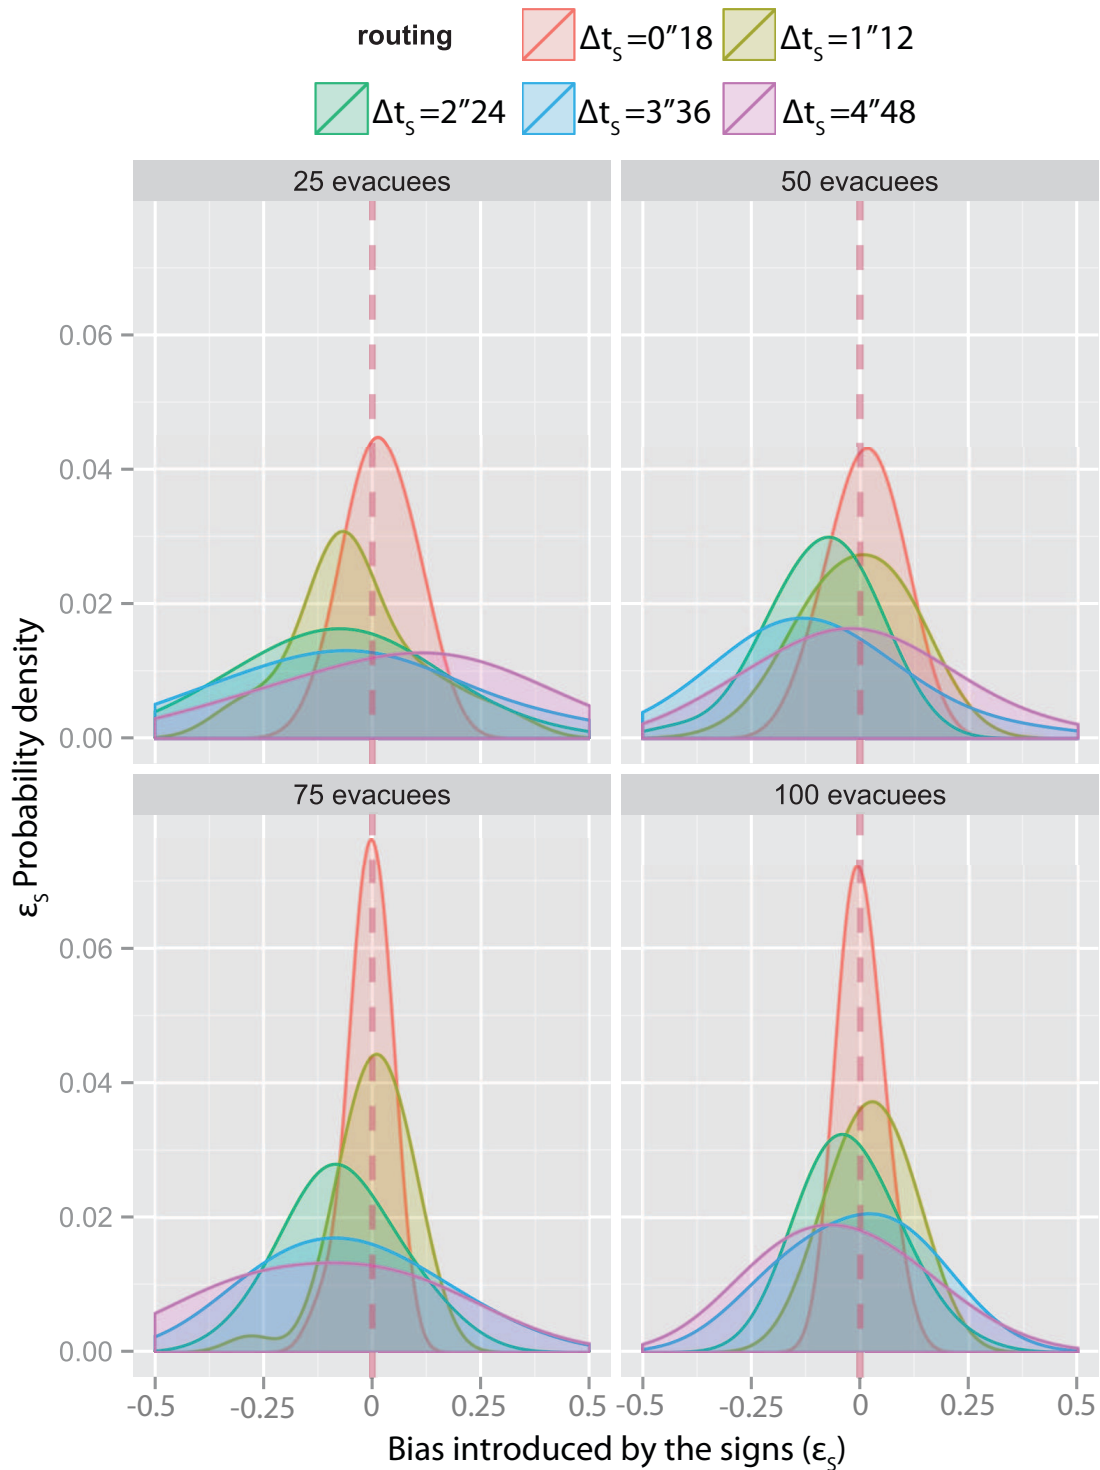 routing
Δtₛ=0”18
Δtₛ=1”12
Δtₛ=2”24
Δtₛ=3”36
Δtₛ=4”48
25 evacuees
50 evacuees
0.06
0.04
0.02
0.00
75 evacuees
100 evacuees
0.06
0.04
0.02
0.00
εₛ Probability density
-0.5
-0.25
0
0.25
0.5
-0.5
-0.25
0
0.25
0.5
Bias introduced by the signs (εₛ)